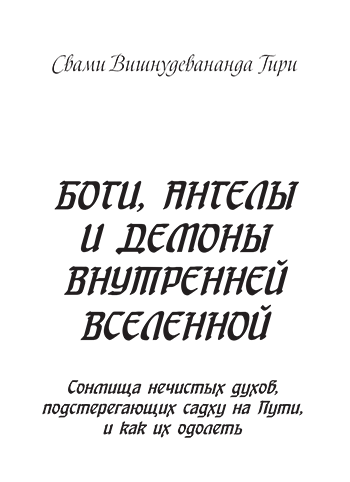 Свами Вишнудевананда Гири
БОГИ, АНГЕЛЫ
И ДЕМОНЫ
ВНУТРЕННЕЙ
ВСЕЛЕННОЙ
Сонмища нечистых духов,
подстерегающих садху на Пути,
и как их одолеть